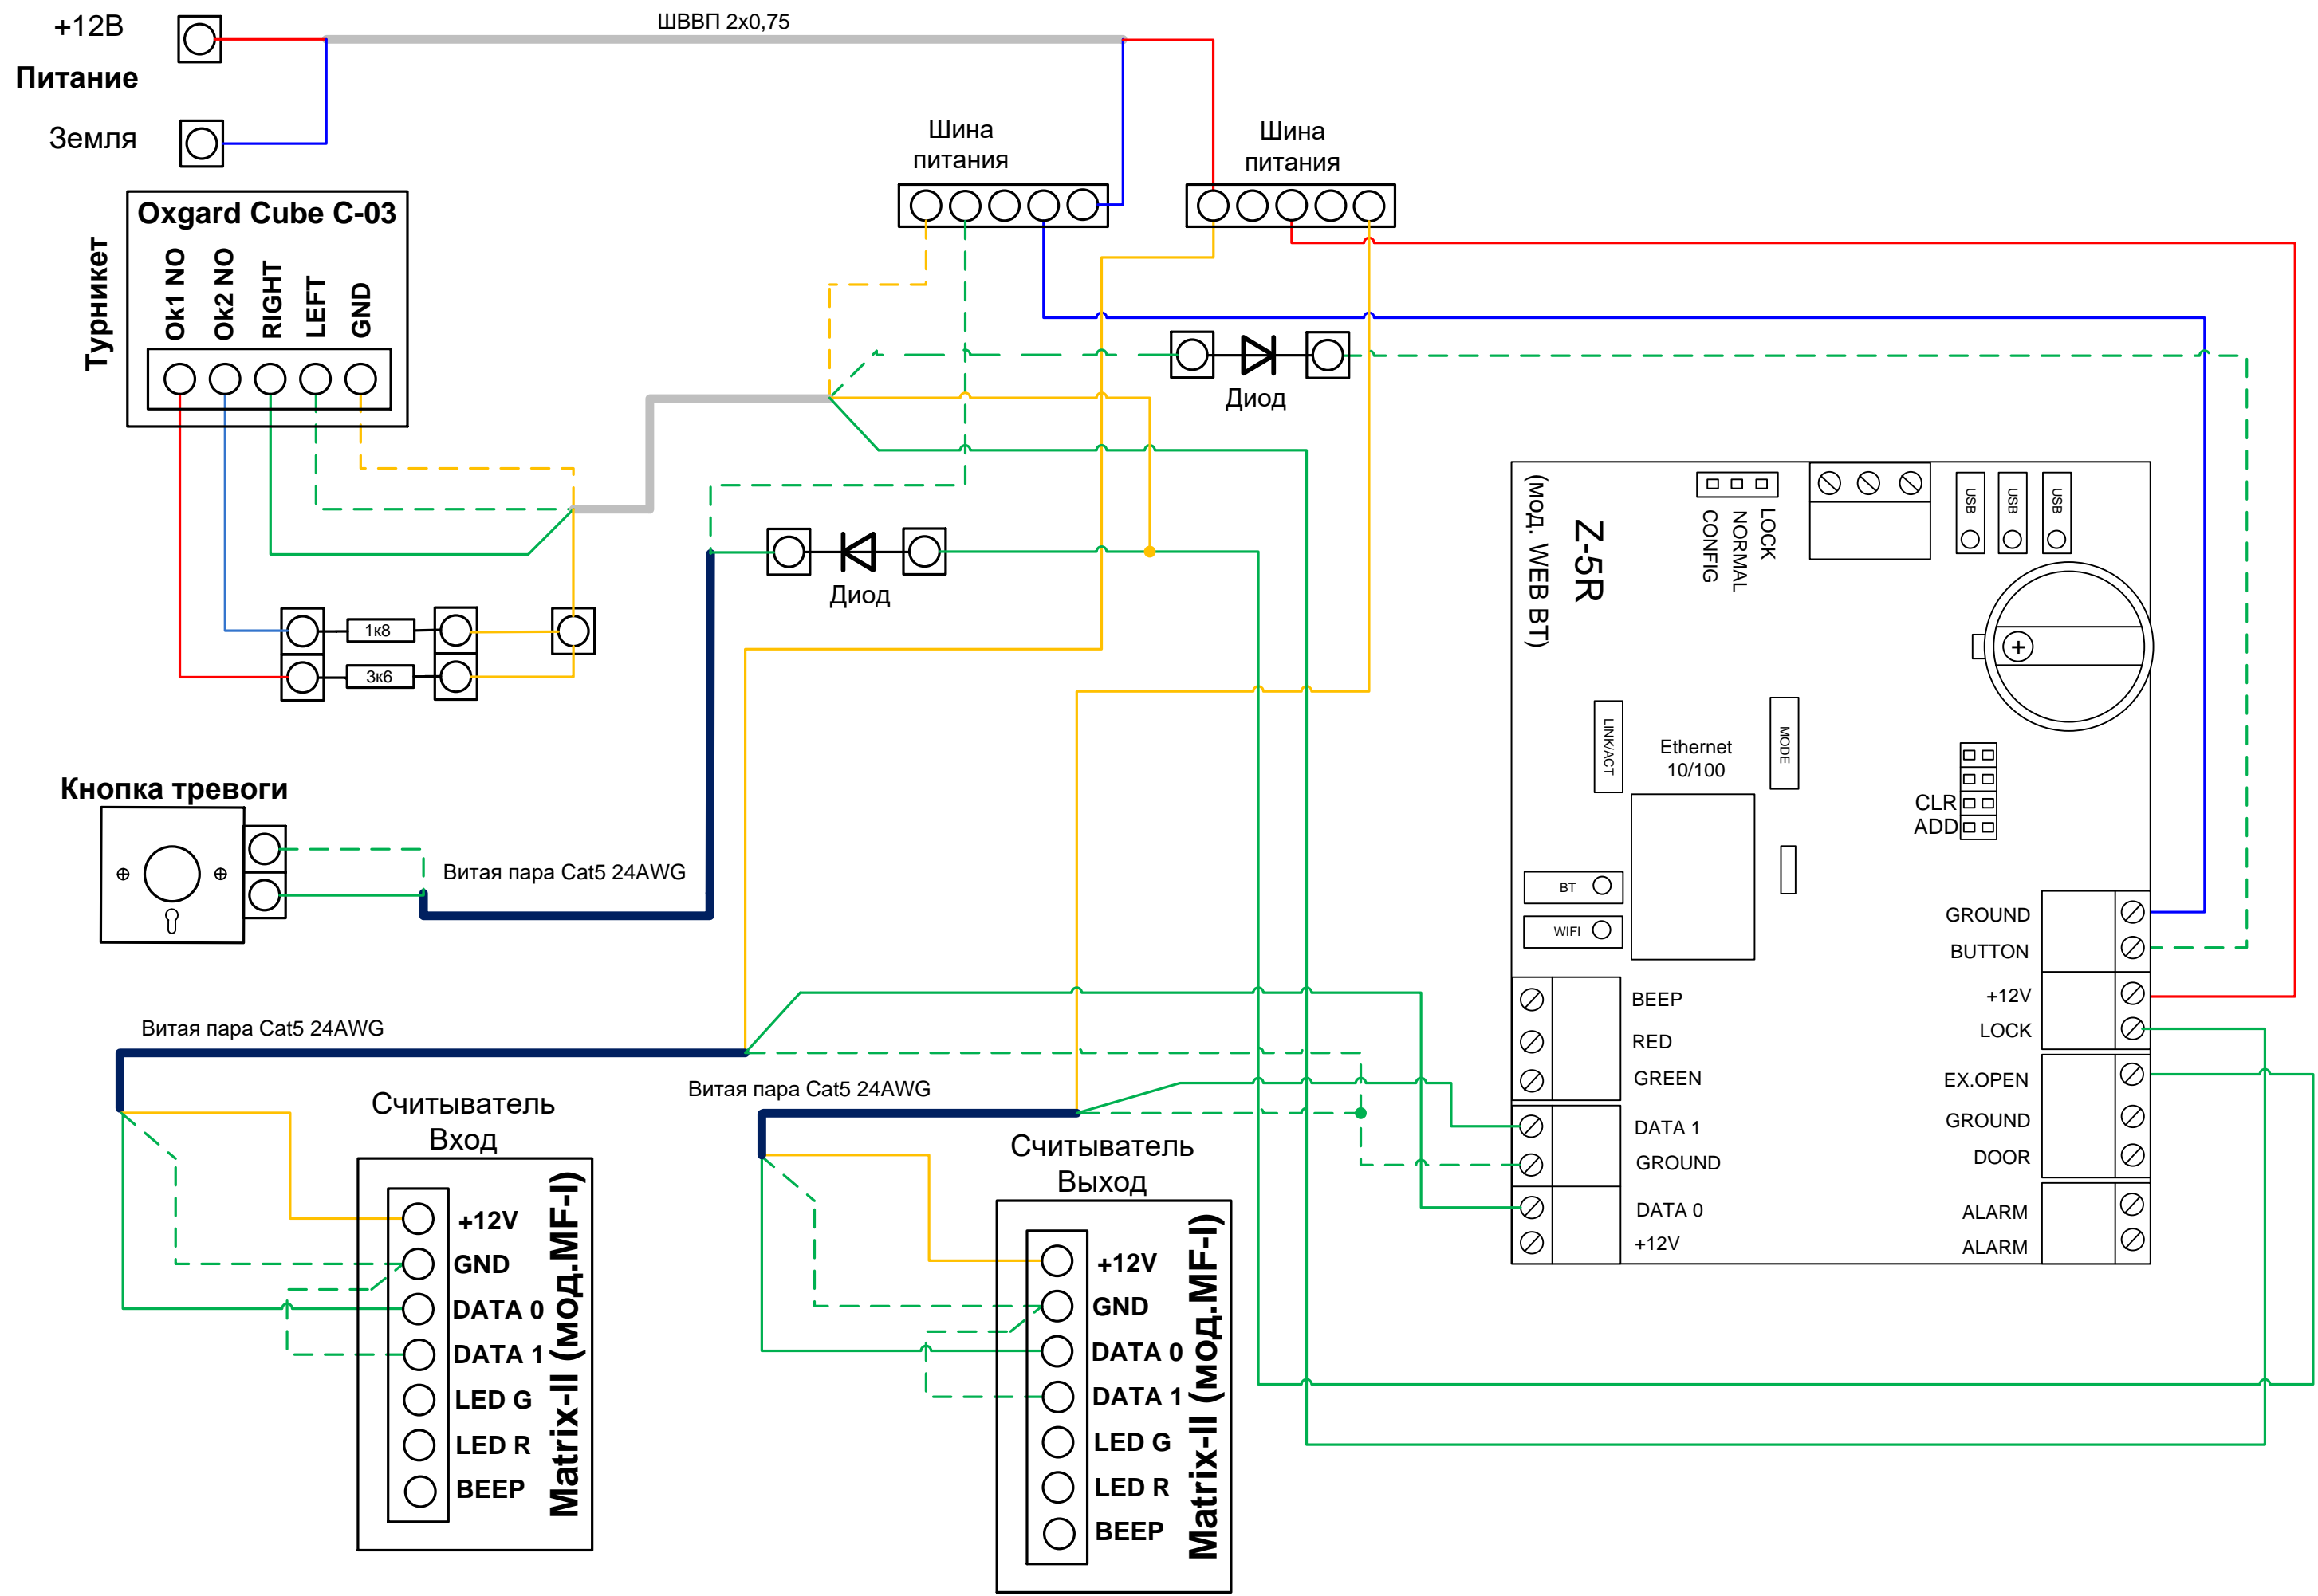 +12В
Питание
Земля
ШВВП 2х0,75
Шина
питания
Шина
питания
Турникет
Oxgard Cube C-03
Ok1 NO
Ok2 NO
RIGHT
LEFT
GND
Диод
Диод
1к8
3к6
Кнопка тревоги
Витая пара Cat5 24AWG
Z-5R
(мод. WEB BT)
CONFIG
NORMAL
LOCK
USB
USB
USB
LINK/ACT
Ethernet
10/100
MODE
CLR
ADD
BT
WIFI
BEEP
RED
GREEN
DATA 1
GROUND
DATA 0
+12V
GROUND
BUTTON
+12V
LOCK
EX.OPEN
GROUND
DOOR
ALARM
ALARM
Витая пара Cat5 24AWG
Считыватель
Вход
+12V
GND
DATA 0
DATA 1
LED G
LED R
BEEP
Matrix-II (мод.MF-I)
Витая пара Cat5 24AWG
Считыватель
Выход
+12V
GND
DATA 0
DATA 1
LED G
LED R
BEEP
Matrix-II (мод.MF-I)